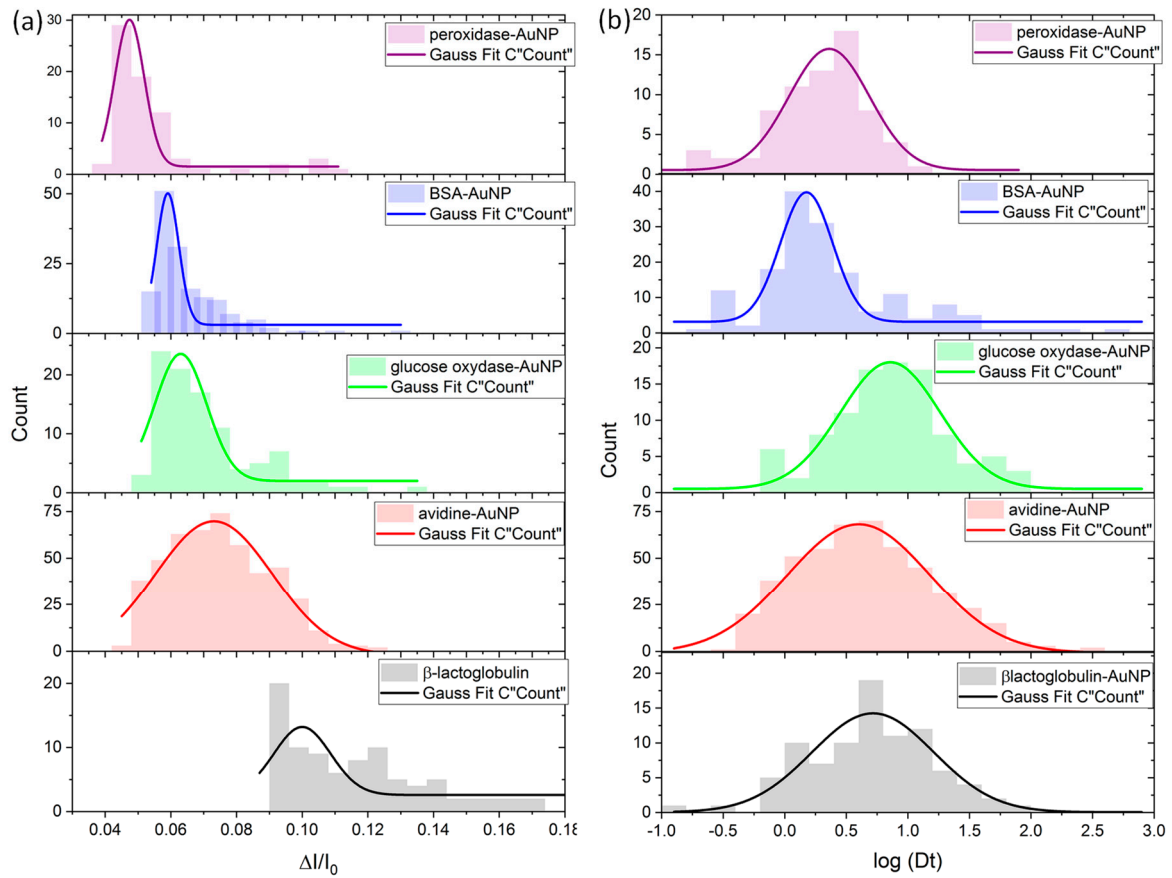 (a)
peroxidase-AuNP
Gauss Fit C"Count"
30
20
10
0
BSA-AuNP
Gauss Fit C"Count"
50
25
0
glucose oxydase-AuNP
Gauss Fit C"Count"
20
10
0
avidine-AuNP
Gauss Fit C"Count"
75
50
25
0
β-lactoglobulin
Gauss Fit C"Count"
20
10
0
0.04 0.06 0.08 0.10 0.12 0.14 0.16 0.18
Count
ΔI/I0
(b)
peroxidase-AuNP
Gauss Fit C"Count"
20
15
10
5
0
BSA-AuNP
Gauss Fit C"Count"
40
30
20
10
0
glucose oxydase-AuNP
Gauss Fit C"Count"
20
15
10
5
0
avidine-AuNP
Gauss Fit C"Count"
75
50
25
0
βlactoglobulin-AuNP
Gauss Fit C"Count"
20
15
10
5
0
-1.0 -0.5 0.0 0.5 1.0 1.5 2.0 2.5 3.0
Count
log (Dt)